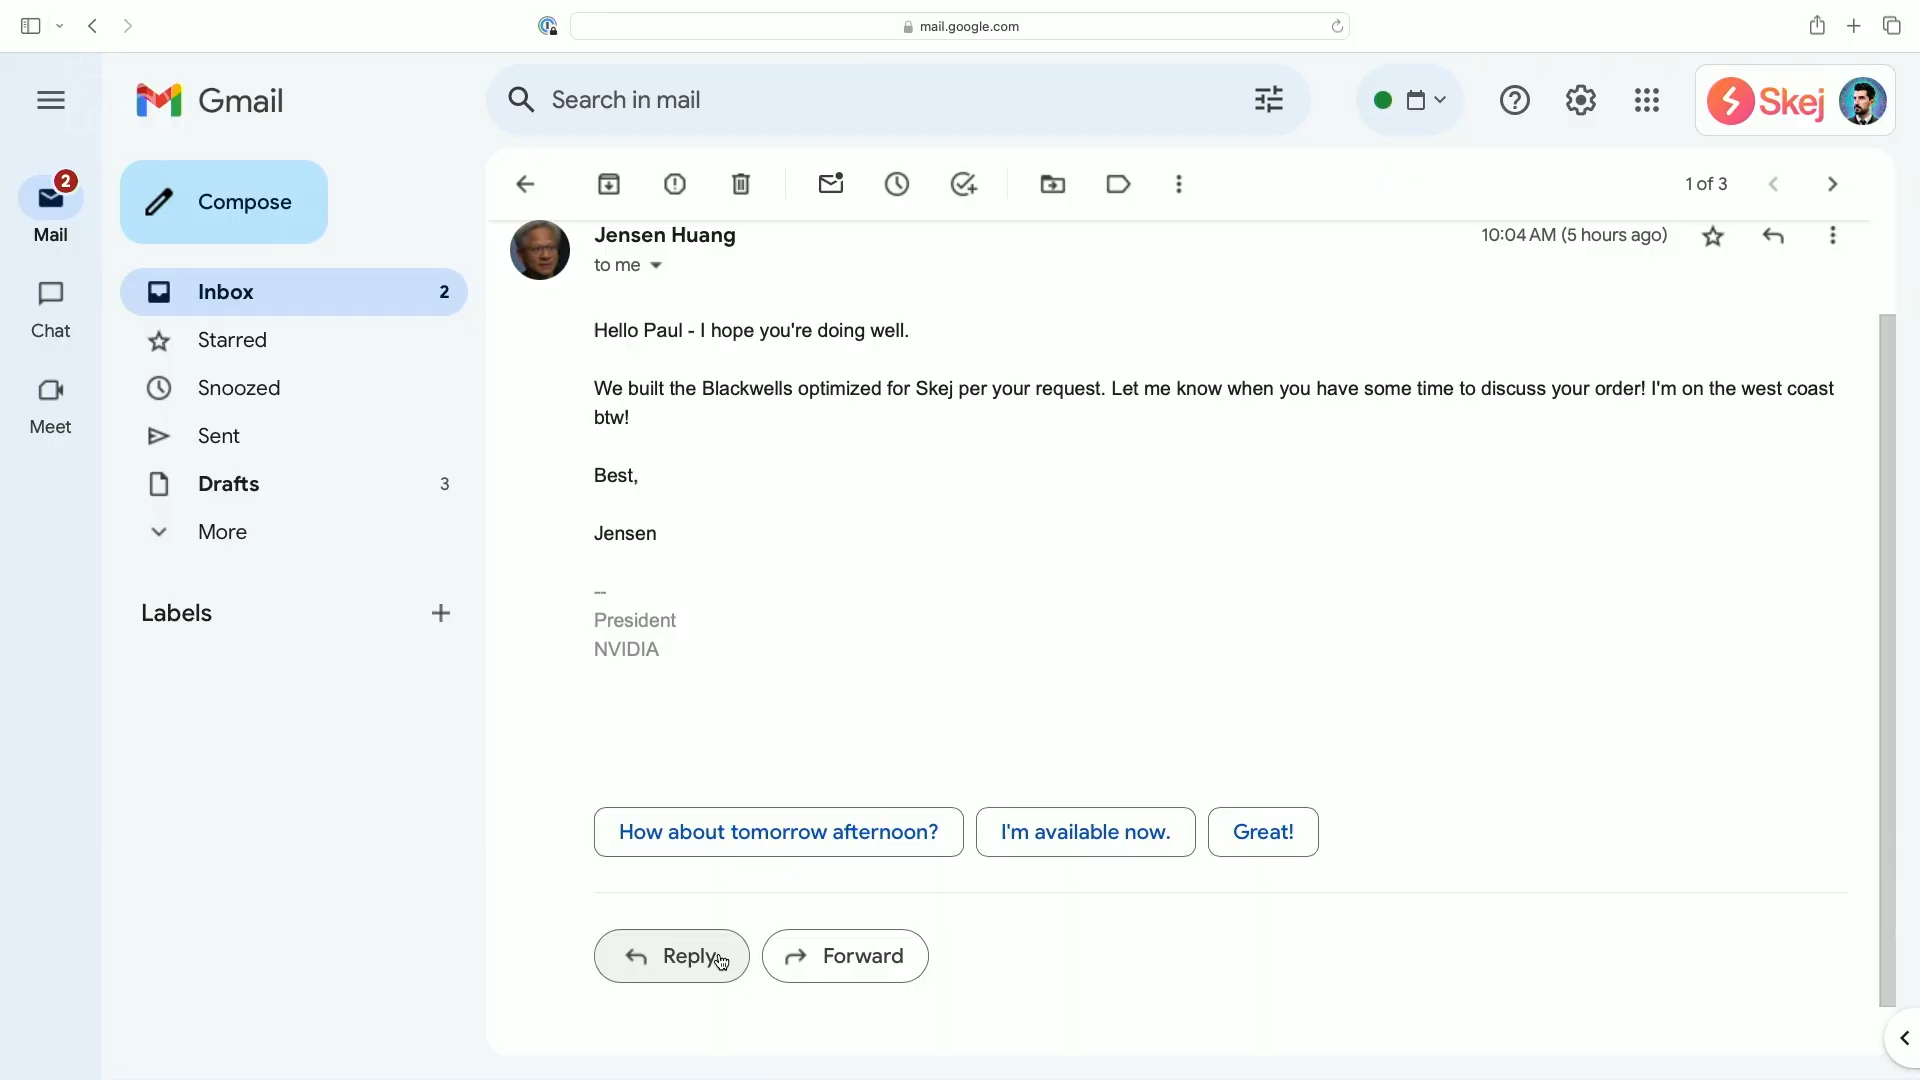 mail.google.com
Gmail
Search in mail
Skej
2
Mail
Compose
1 of 3
Jensen Huang
10:04 AM (5 hours ago)
to me
Chat
Inbox
2
Starred
Hello Paul - I hope you're doing well.
Meet
Snoozed
We built the Blackwells optimized for Skej per your request. Let me know when you have some time to discuss your order! I'm on the west coast
btw!
Sent
Drafts
3
Best,
More
Jensen
Labels
--
President
NVIDIA
How about tomorrow afternoon?
I'm available now.
Great!
Reply
Forward